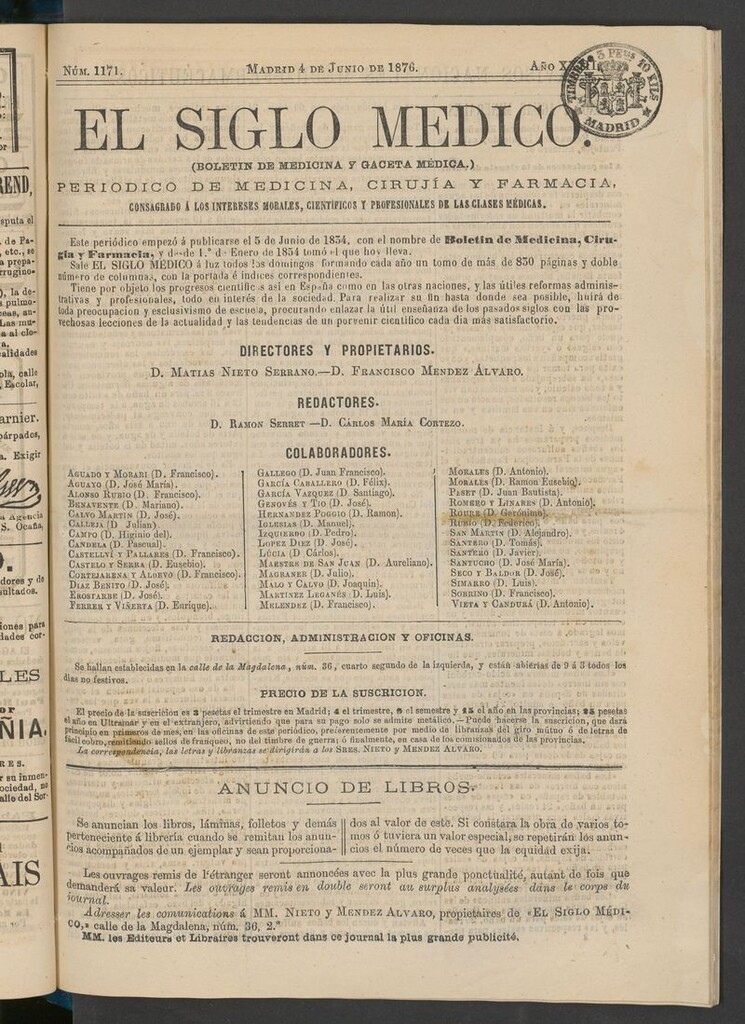 NÚM. 1171. MADRID 4 DE JUNIO DE 1876. AÑO
TIMBRE 3 PEtas 10 KILS
MADRID
EL SIGLO MEDICO.
(BOLETIN DE MEDICINA Y GACETA MÉDICA,)
PERIODICO DE MEDICINA, CIRUJÍA Y FARMACIA,
CONSAGRADO Á LOS INTERESES MORALES, CIENTÍFICOS Y PROFESIONALES DE LAS CLASES MÉDICAS.
Este periódico empezó á publicarse el 5 de Junio de 1834, con el nombre de Boletin de Medicina, Ciru-
gía y Farmacia, y desde 1.º de Enero de 1854 tomó el que hoy lleva.
Sale EL SIGLO MÉDICO á luz todos los domingos formando cada año un tomo de más de 830 páginas y doble
número de columnas, con la portada é índices correspondientes.
Tiene por objeto los progresos científicos así en España como en las otras naciones, y las útiles reformas adminis-
trativas y profesionales, todo en interés de la sociedad. Para realizar su fin hasta donde sea posible, huirá de
toda preocupacion y esclusivismo de escuela, procurando enlazar la útil enseñanza de los pasados siglos con las pro-
vechosas lecciones de la actualidad y las tendencias de un porvenir científico cada dia más satisfactorio.
DIRECTORES Y PROPIETARIOS.
D. MATIAS NIETO SERRANO.—D. FRANCISCO MENDEZ ÁLVARO.
REDACTORES.
D. RAMON SERRET —D. CÁRLOS MARÍA CORTEZO.
COLABORADORES.
AGUADO Y MORARI (D. Francisco).
AGUAYO (D. José María).
ALONSO RUBIO (D. Francisco).
BENAVENTE (D. Mariano).
CALVO MARTIN (D. José).
CALLEJA (D. Julian).
CAMPO (D. Higinio del).
CANDELA (D. Pascual).
CASTELLVÍ Y PALLARES (D. Francisco).
CASTELO Y SERRA (D. Eusebio).
CORTEJARENA Y ALDEVÓ (D. Francisco).
DIAZ BENITO (D. José).
EROSTARBE (D. José).
FERRER Y VIÑERTA (D. Enrique).
GALLEGO (D. Juan Francisco).
GARCÍA CABALLERO (D. Félix).
GARCÍA VAZQUEZ (D. Santiago).
GENOVÉS Y TIO (D. José).
HERNANDEZ POGGIO (D. Ramon).
IGLESIAS (D. Manuel).
IZQUIERDO (D. Pedro).
LOPEZ DIEZ (D. José).
LÚCIA (D. Cárlos).
MAESTRE DE SAN JUAN (D. Aureliano).
MAGRANER (D. Julio).
MALO Y CALVO (D. Joaquin).
MARTINEZ LEGANÉS (D. Luis).
MELENDEZ (D. Francisco).
MORALES (D. Antonio).
MORALES (D. Ramon Eusebio).
PESET (D. Juan Bautista).
ROMERO Y LINARES (D. Antonio).
ROURE (D. Gerónimo).
RUBIO (D. Federico).
SAN MARTIN (D. Alejandro).
SANTERO (D. Tomás).
SANTERO (D. Javier).
SANTUCHO (D. José María).
SECO Y BALDOR (D. José).
SIMARRO (D. Luis).
SOBRINO (D. Francisco).
VIETA Y CANDURÁ (D. Antonio).
REDACCION, ADMINISTRACION Y OFICINAS.
Se hallan establecidas en la calle de la Magdalena, núm. 36, cuarto segundo de la izquierda, y están abierias de 9 á 3 todos los
dias no festivos.
PRECIO DE LA SUSCRICION.
El precio de la suscricion es 3 pesetas el trimestre en Madrid; 4 el trimestre, 8 el semestre y 15 el año en las provincias; 25 pesetas
el año en Ultramar y en el extranjero, advirtiendo que para su pago solo se admite metálico.—Puede hacerse la suscricion, que dará
principio en primeros de mes, en las oficinas de este periódico, preferentemente por medio de libranzas del giro mútuo ó de letras de
fácil cobro, remitiendo sellos de franqueo, no del timbre de guerra; ó finalmente, en casa de los comisionados de las provincias.
La correspondencia, las letras y libranzas se dirigirán á los SRES. NIETO Y MENDEZ ALVARO.
ANUNCIO DE LIBROS.
Se anuncian los libros, láminas, folletos y demás
perteneciente á librería cuando se remitan los anun-
cios acompañados de un ejemplar y sean proporciona-
dos al valor de este. Si constára la obra de varios to-
mos ó tuviera un valor especial, se repetirán los anun-
cios el número de veces que la equidad exija.
Les ouvrages remis de l'étranger seront annoncées avec la plus grande ponctualité, autant de fois que
demanderá sa valeur. Les ouvrages remis en double seront au surplus analysées dans le corps du
journal.
Adresser les comunications á MM. NIETO y MENDEZ ALVARO, propietaires de «EL SIGLO MÉDI-
CO,» calle de la Magdalena, núm. 36, 2.º
MM. les Editeurs et Libraires trouveront dans ce journal la plus grande publicité.